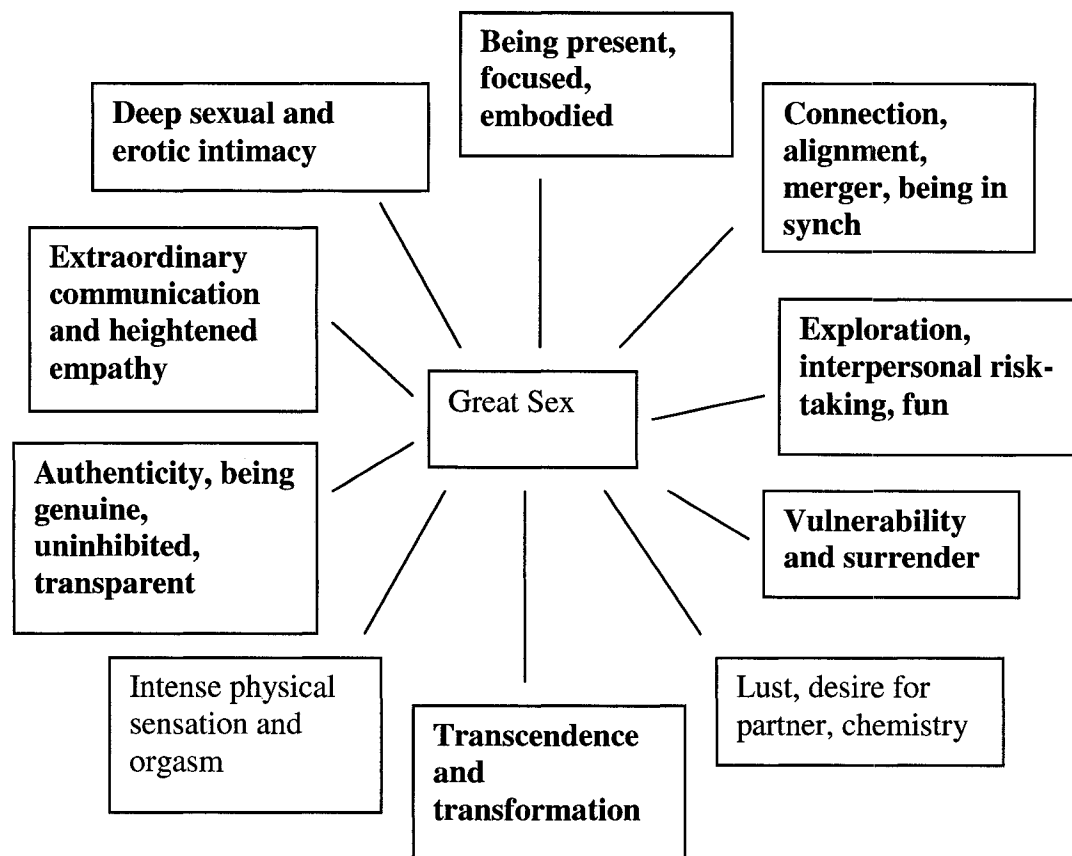 Being present,
focused,
embodied
Deep sexual and
erotic intimacy
Connection,
alignment,
merger, being in
synch
Extraordinary
communication
and heightened
empathy
Exploration,
interpersonal risk-
taking, fun
Great Sex
Authenticity, being
genuine,
uninhibited,
transparent
Vulnerability
and surrender
Intense physical
sensation and
orgasm
Transcendence
and
transformation
Lust, desire for
partner, chemistry